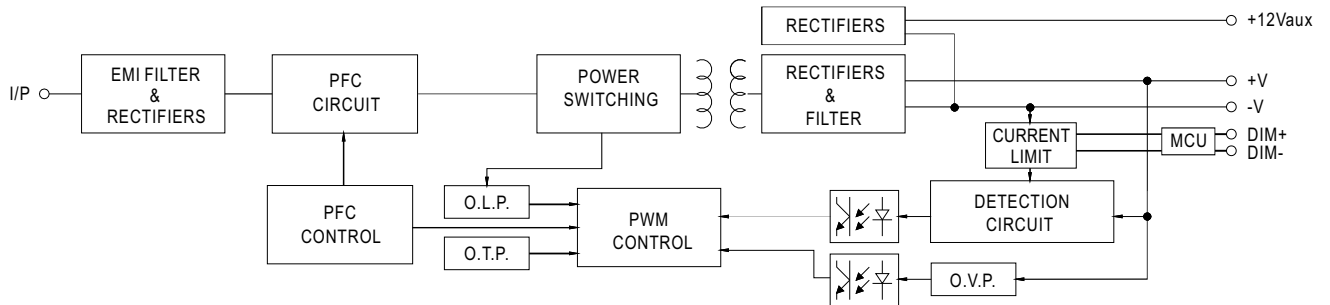 RECTIFIERS
+12Vaux
I/P
EMI FILTER
&
RECTIFIERS
PFC
CIRCUIT
POWER
SWITCHING
RECTIFIERS
&
FILTER
+V
-V
CURRENT
LIMIT
MCU
DIM+
DIM-
PFC
CONTROL
O.L.P.
O.T.P.
PWM
CONTROL
DETECTION
CIRCUIT
O.V.P.